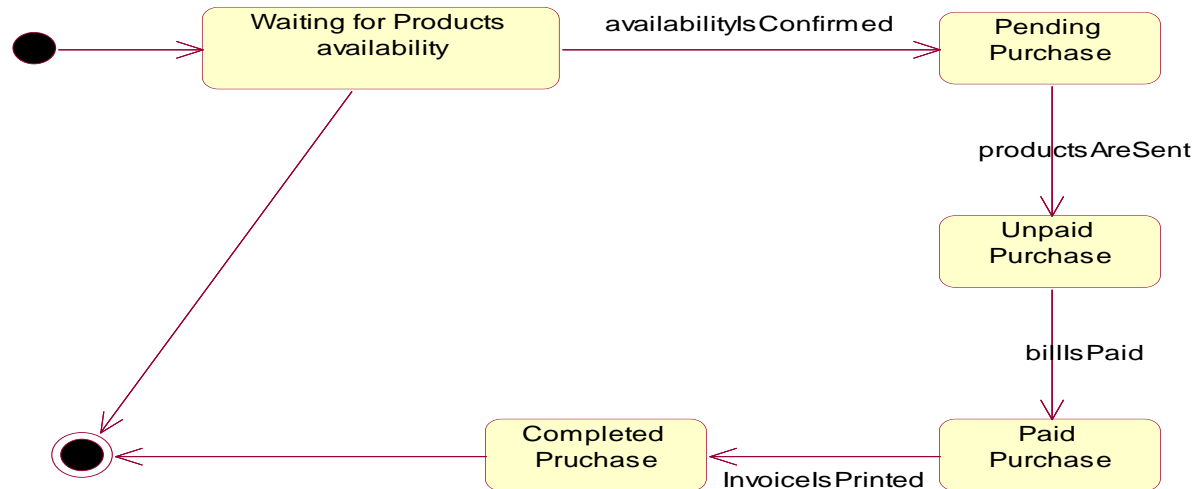 Waiting for Products
availability
availabilityIsConfirmed
Pending
Purchase
productsAreSent
Unpaid
Purchase
billIsPaid
Paid
Purchase
InvoiceIsPrinted
Completed
Pruchase